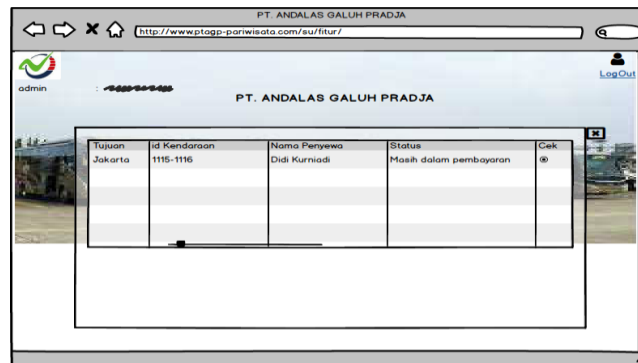 PT. ANDALAS GALUH PRADJA
http://www.ptagp-pariwisata.com/su/fitur/
LogOut
admin :
PT. ANDALAS GALUH PRADJA
Tujuan id Kendaraan Nama Penyewa Status Cek
Jakarta 1115-1116 Didi Kurniadi Masih dalam pembayaran